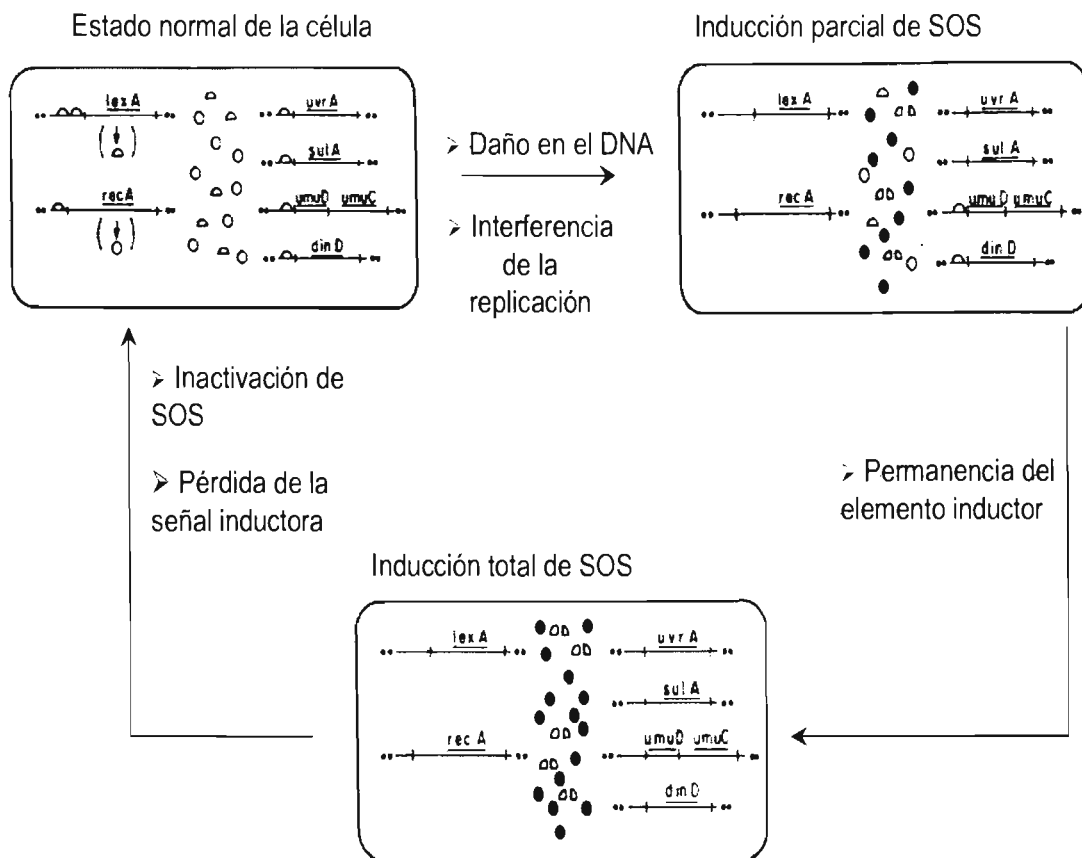 Estado normal de la célula
lexA
recA
uvrA
sulA
umuD umuC
dinD
➢ Daño en el DNA
➢ Interferencia
de la
replicación
Inducción parcial de SOS
lexA
recA
uvrA
sulA
umuD umuC
dinD
➢ Permanencia del
elemento inductor
Inducción total de SOS
lexA
recA
uvrA
sulA
umuD umuC
dinD
➢ Inactivación de
SOS
➢ Pérdida de la
señal inductora